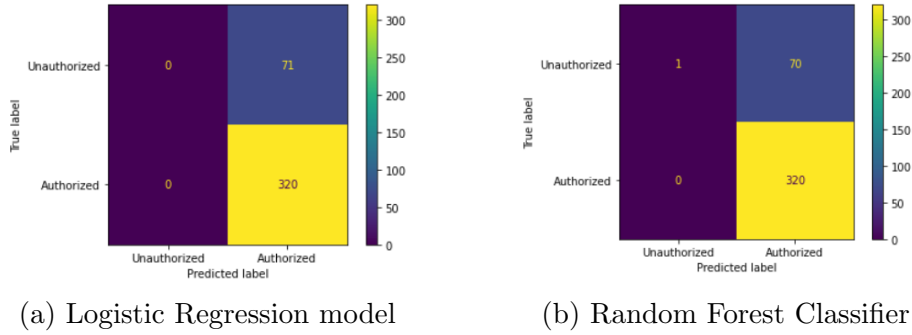 Unauthorized
Authorized
True label
0
71
0
320
Unauthorized
Authorized
Predicted label
300
250
200
150
100
50
0
(a) Logistic Regression model
Unauthorized
Authorized
True label
1
70
0
320
Unauthorized
Authorized
Predicted label
300
250
200
150
100
50
0
(b) Random Forest Classifier